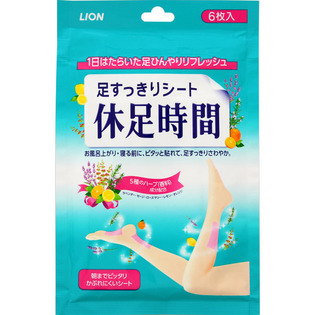 LION
6枚入
1日はたらいた足ひんやりリフレッシュ
足すっきりシート
休足時間
お風呂上がり・寝る前に、ピタッと貼れて、足すっきりさわやか。
5種のハーブ(香料)
成分配合
朝までピッタリ
かぶれにくいシート